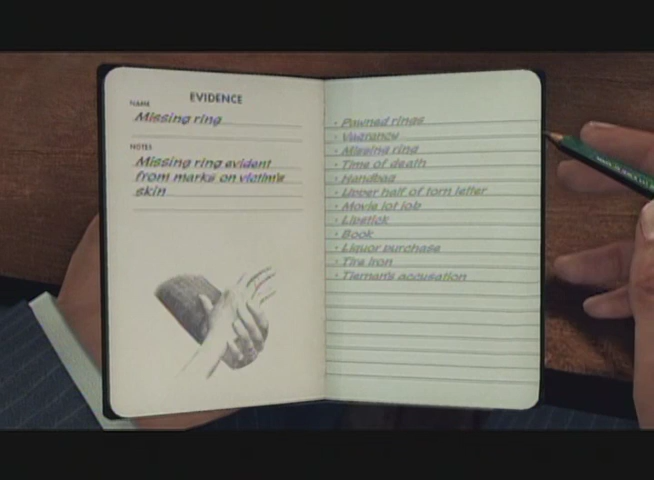 EVIDENCE
NAME
Missing ring
NOTES
Missing ring evident
from marks on victim's
skin
- Pawned rings
- Vagrancy
- Missing ring
- Time of death
- Handbag
- Upper half of torn letter
- Movie lot job
- Lipstick
- Book
- Liquor purchase
- Tire iron
- Tiernan's accusation